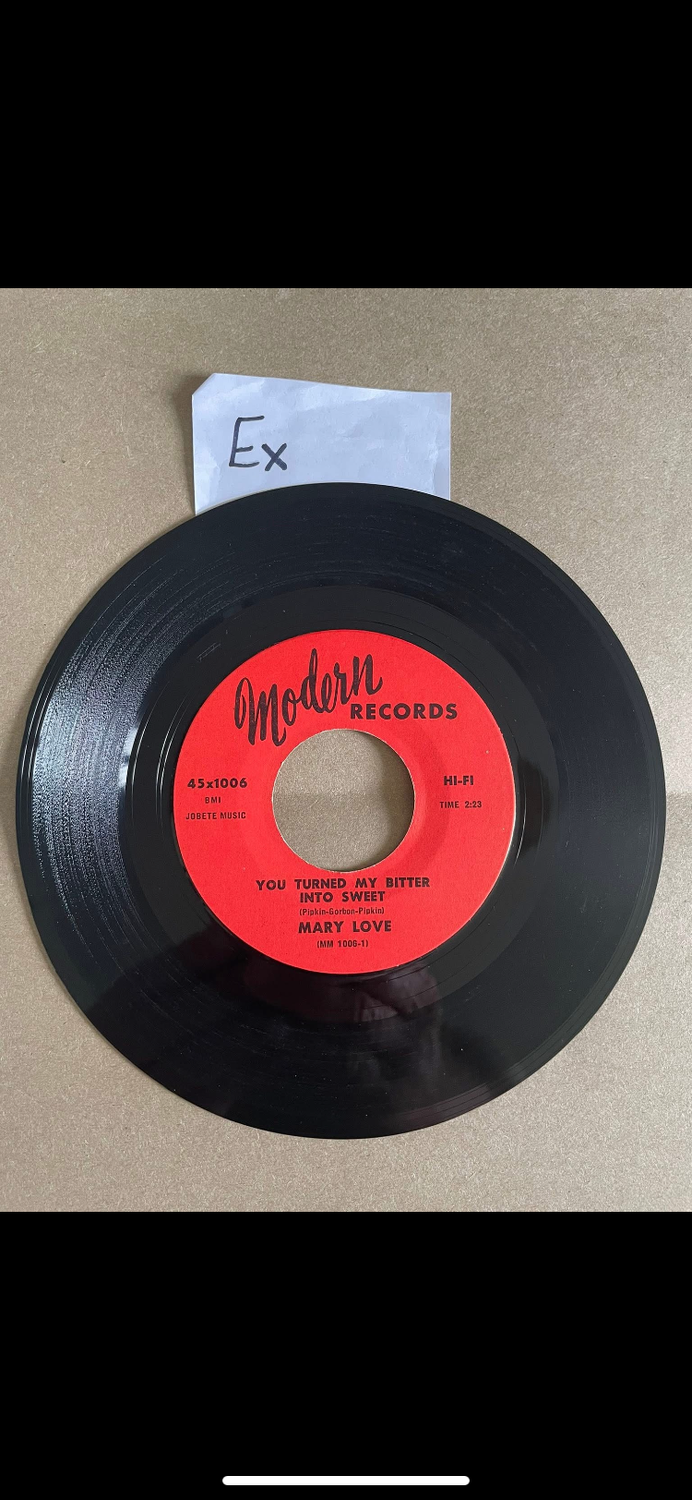 Ex
Modern
RECORDS
45x1006
BMI
JOBETE MUSIC
HI-FI
TIME 2:23
YOU TURNED MY BITTER
INTO SWEET
(Pipkin-Gorbon-Pipkin)
MARY LOVE
(MM 1006-1)